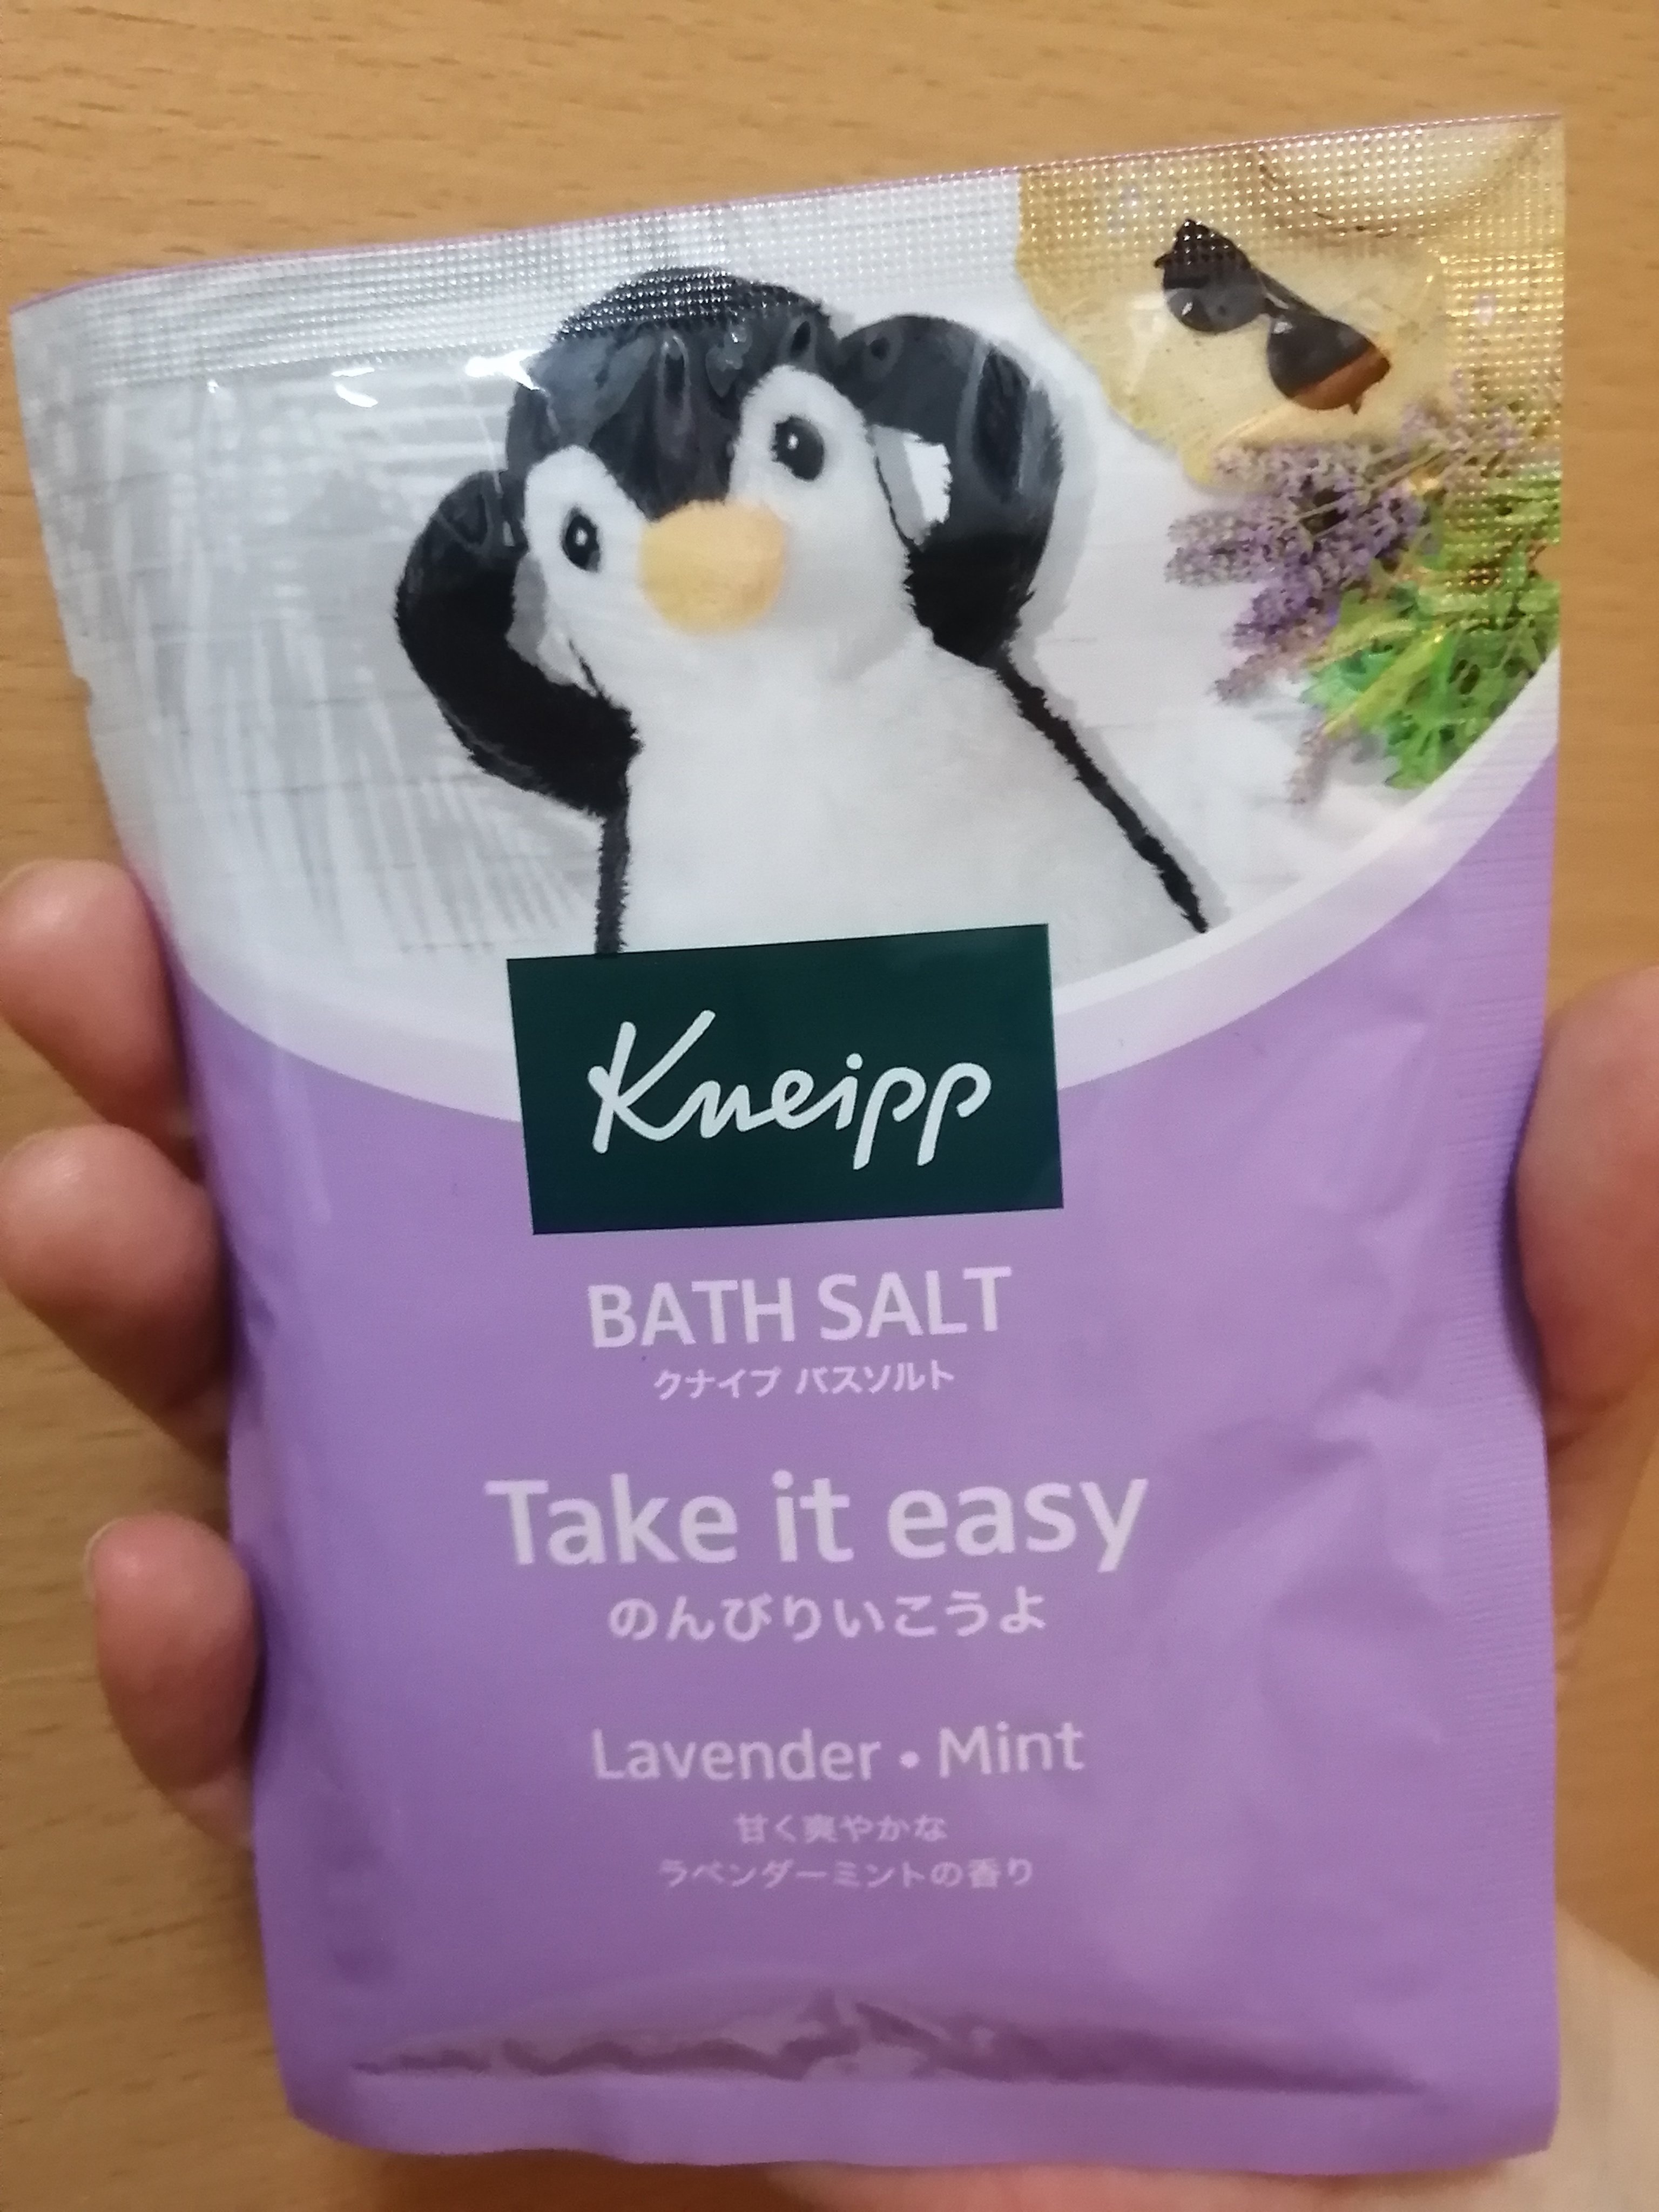 Kneipp
BATH SALT
クナイプ バスソルト
Take it easy
のんびりいこうよ
Lavender・Mint
甘く爽やかな
ラベンダーミントの香り